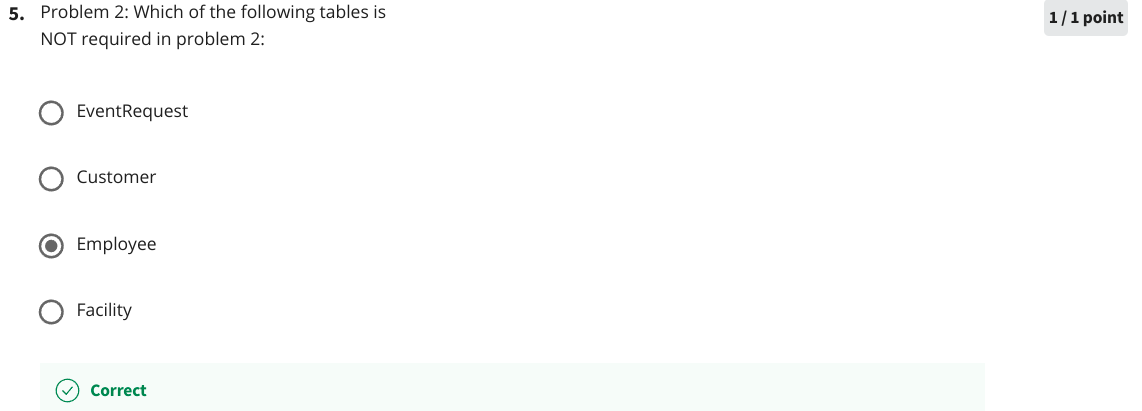 5. Problem 2: Which of the following tables is
1 / 1 point
NOT required in problem 2:
EventRequest
Customer
Employee
Facility
Correct